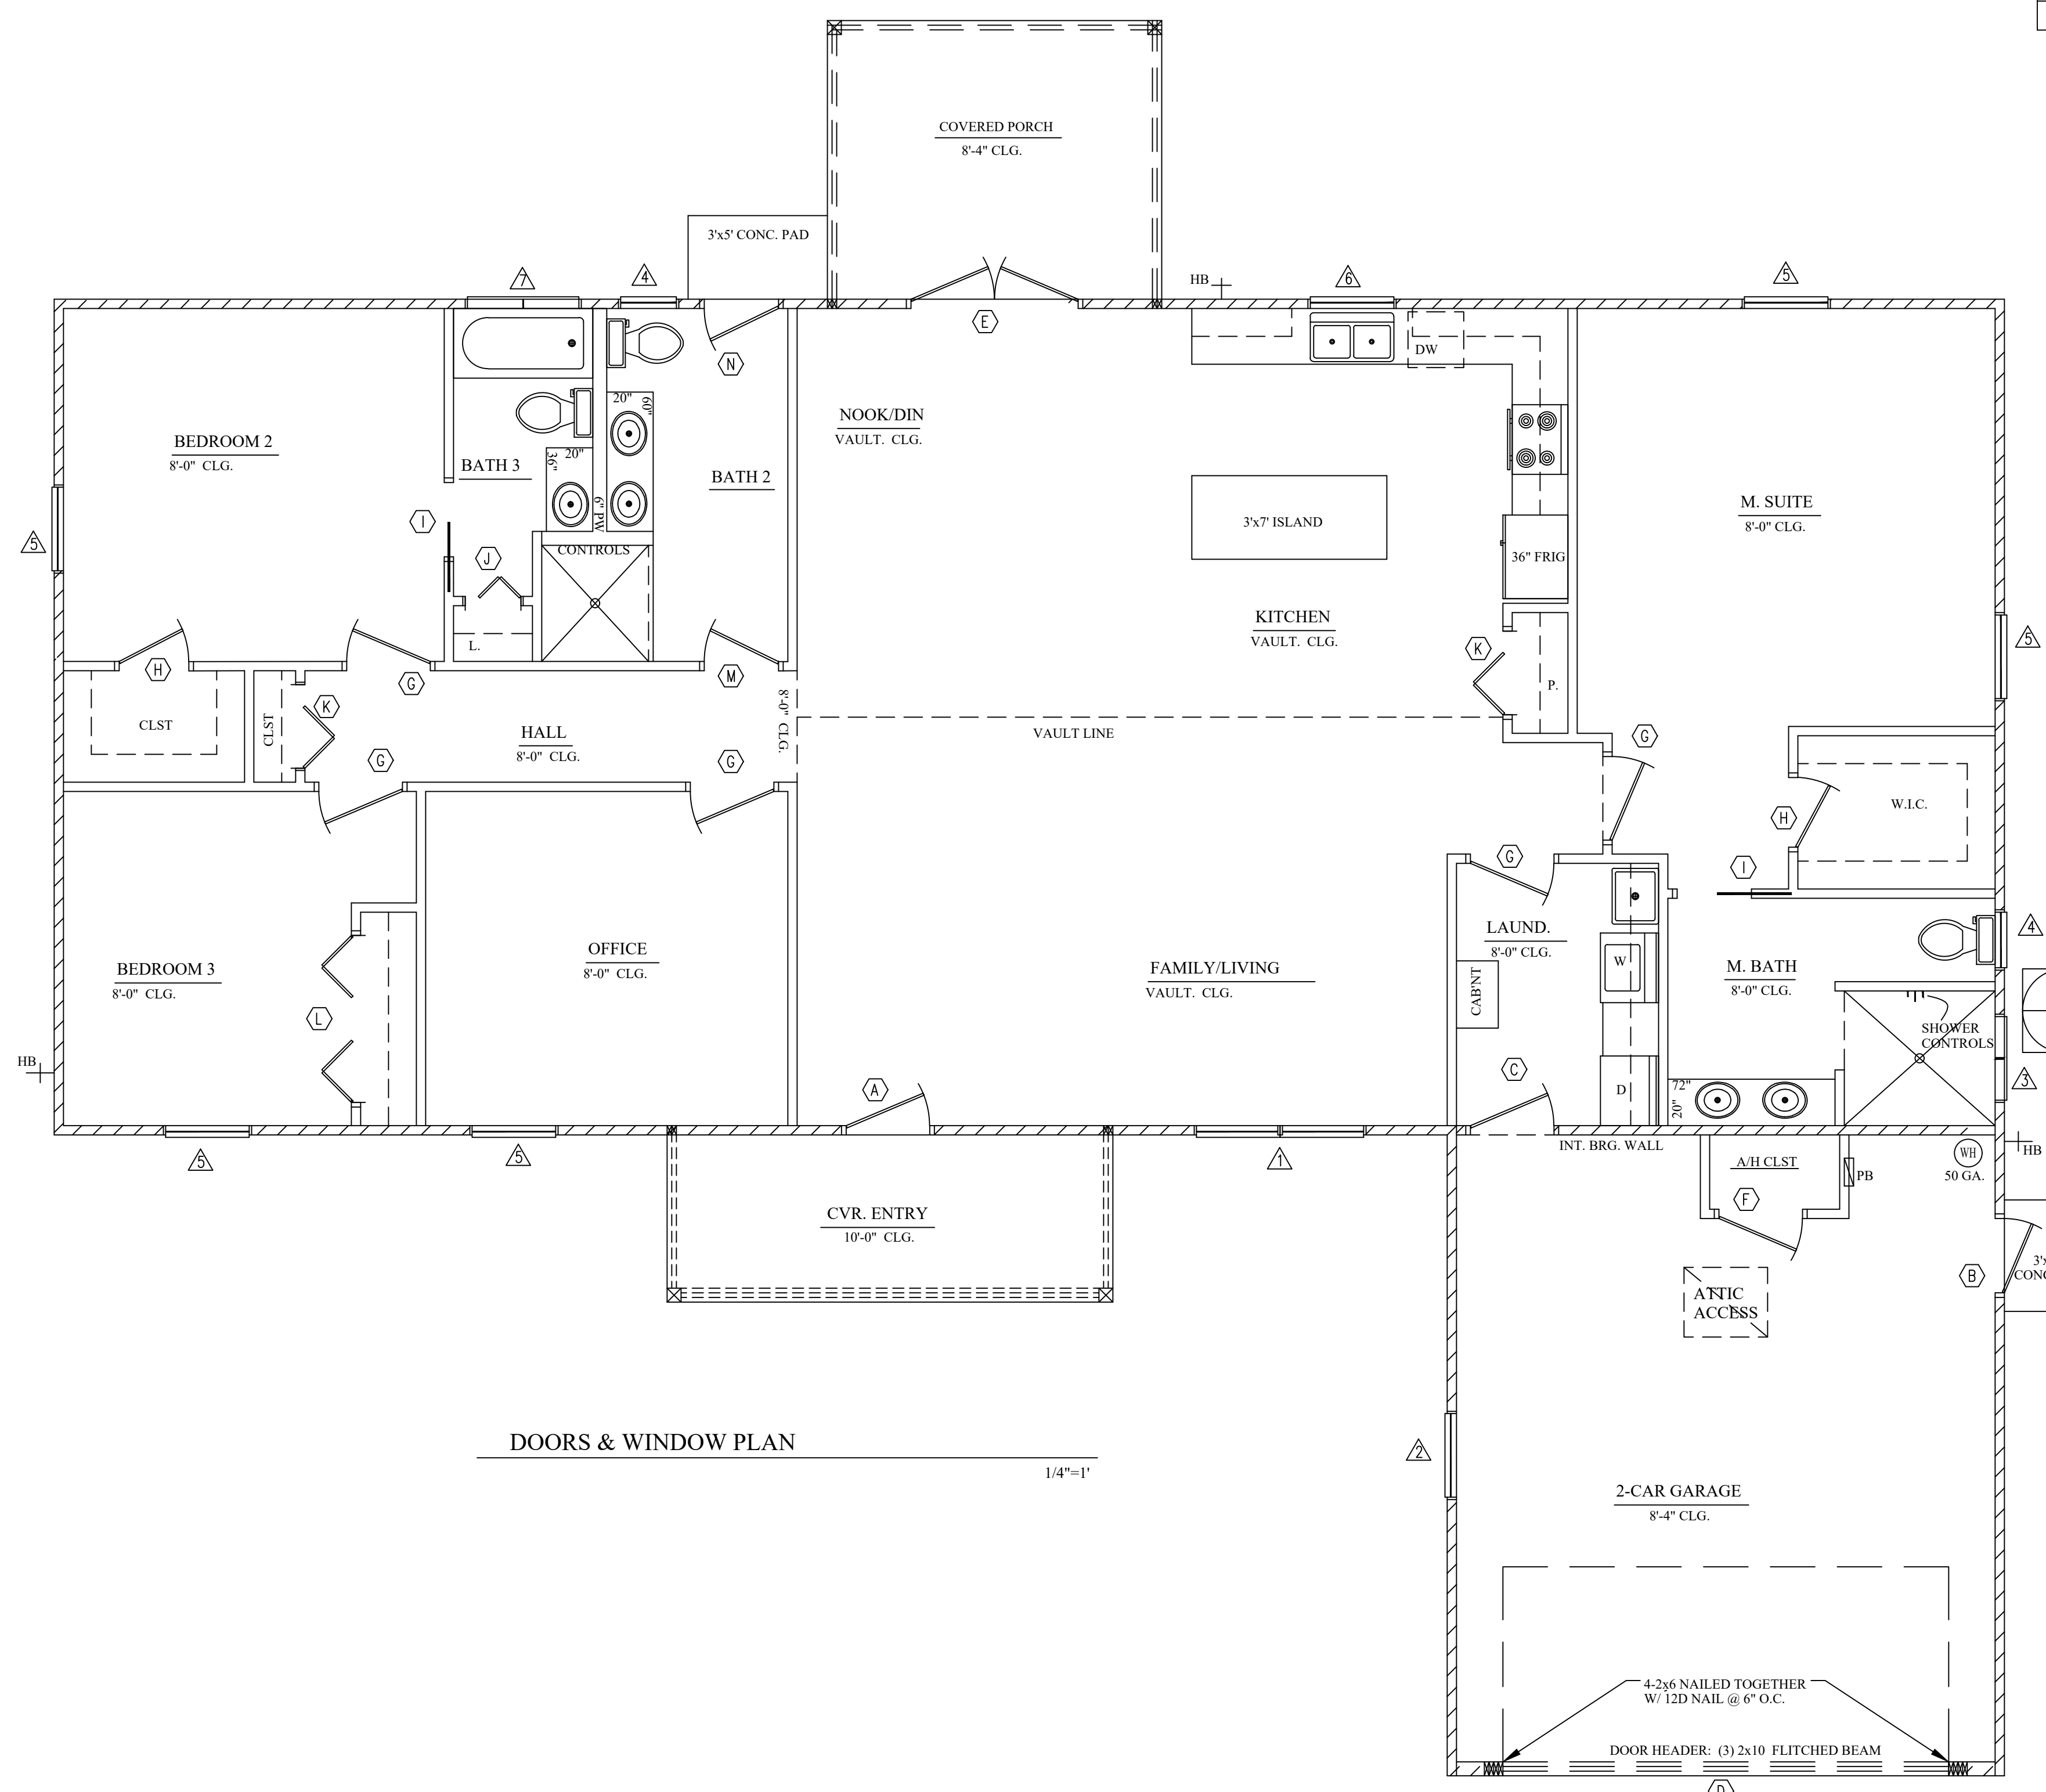 COVERED PORCH
8'-4" CLG.
3'x5' CONC. PAD
7
4
HB
6
5
E
N
DW
BEDROOM 2
8'-0" CLG.
BATH 3
20"
60"
36"
20"
6" PW
BATH 2
NOOK/DIN
VAULT. CLG.
3'x7' ISLAND
36" FRIG
M. SUITE
8'-0" CLG.
5
I
J
CONTROLS
L.
KITCHEN
VAULT. CLG.
K
P.
5
H
G
M
CLST
CLST
K
HALL
8'-0" CLG.
G
G
8'-0" CLG.
VAULT LINE
G
H
W.I.C.
I
G
LAUND.
8'-0" CLG.
W
CAB'NT
C
D
M. BATH
8'-0" CLG.
4
SHOWER
CONTROLS
3
72"
20"
BEDROOM 3
8'-0" CLG.
L
OFFICE
8'-0" CLG.
FAMILY/LIVING
VAULT. CLG.
HB
A
5
5
1
INT. BRG. WALL
A/H CLST
F
PB
WH
50 GA.
HB
CVR. ENTRY
10'-0" CLG.
B
3'x
CONC
ATTIC
ACCESS
DOORS & WINDOW PLAN
1/4"=1'
2
2-CAR GARAGE
8'-4" CLG.
4-2x6 NAILED TOGETHER
W/ 12D NAIL @ 6" O.C.
DOOR HEADER: (3) 2x10 FLITCHED BEAM
D